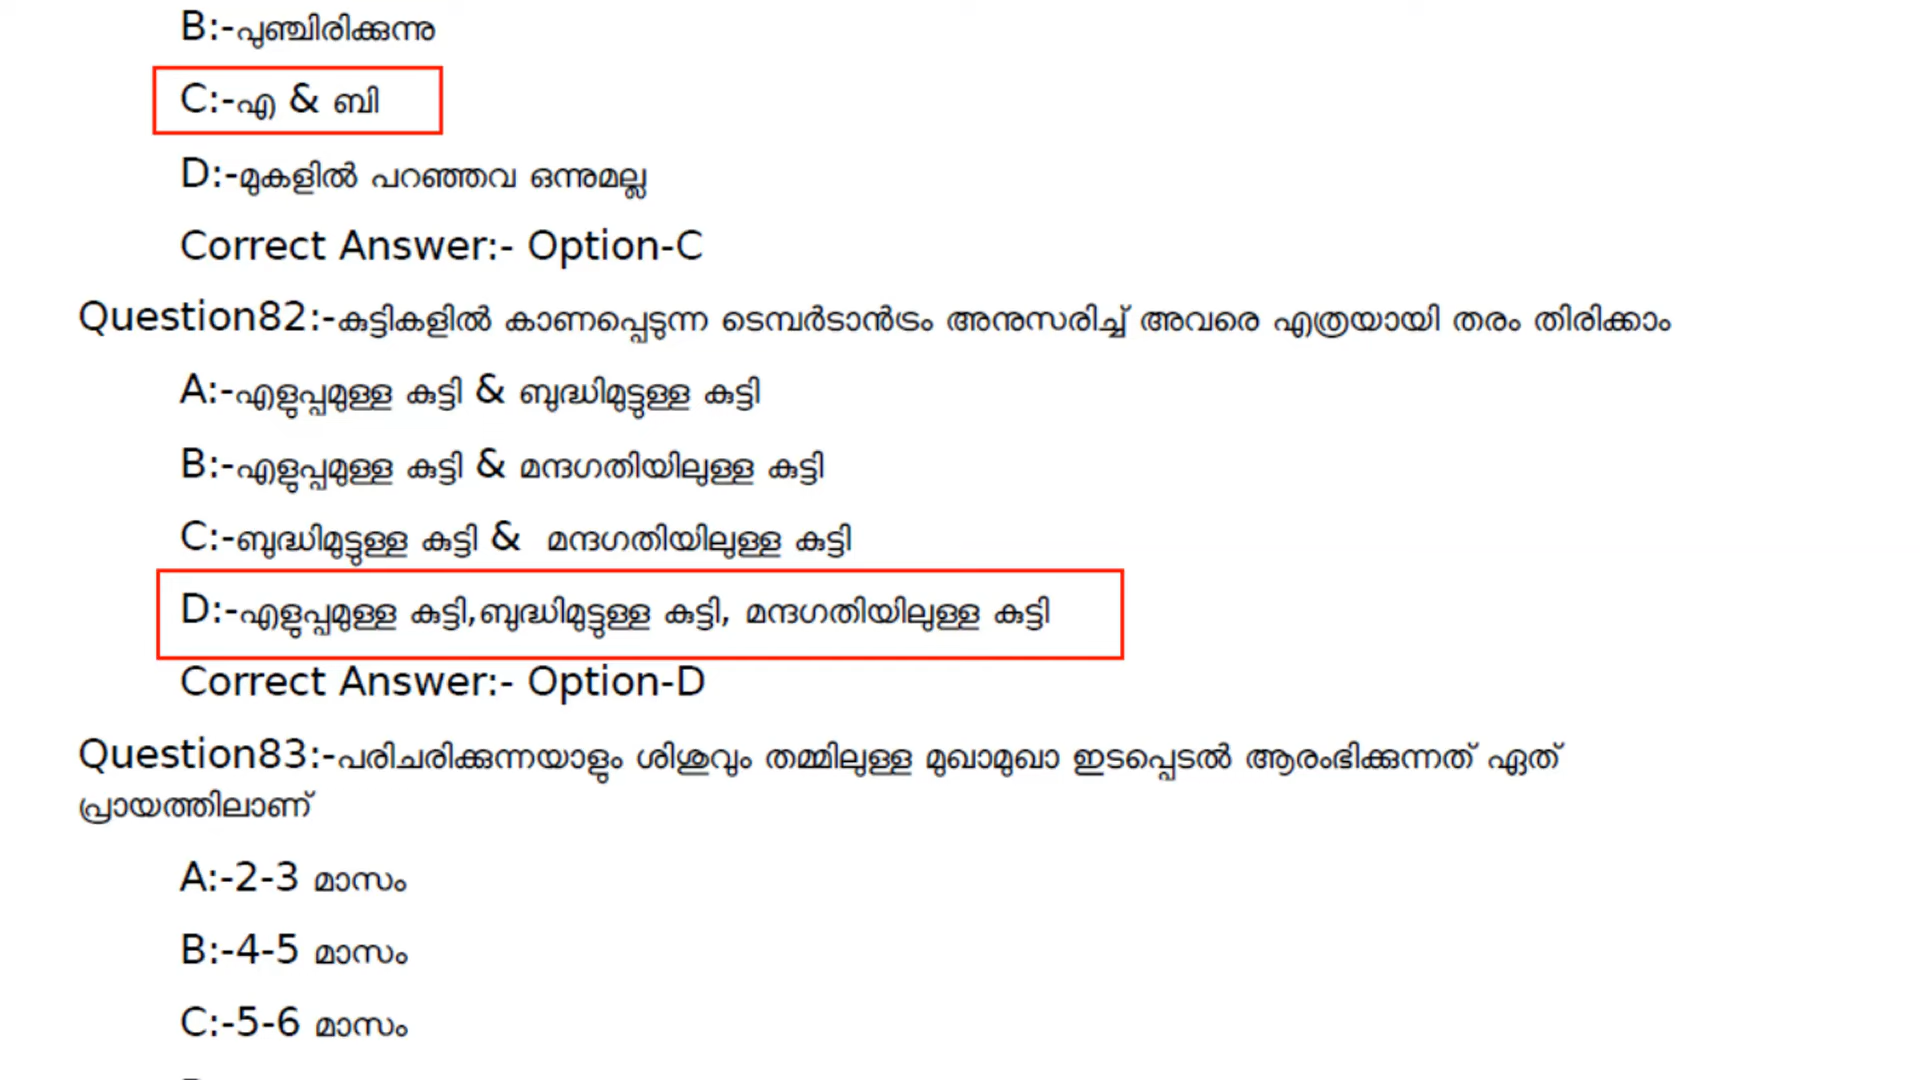 B:-പുഞ്ചിരിക്കുന്നു
C:-എ & ബി
D:-മുകളിൽ പറഞ്ഞവ ഒന്നുമല്ല
Correct Answer:- Option-C
Question82:-കുട്ടികളിൽ കാണപ്പെടുന്ന ടെമ്പർടാൻട്രം അനുസരിച്ച് അവരെ എത്രയായി തരം തിരിക്കാം
A:-എളുപ്പമുള്ള കുട്ടി & ബുദ്ധിമുട്ടുള്ള കുട്ടി
B:-എളുപ്പമുള്ള കുട്ടി & മന്ദഗതിയിലുള്ള കുട്ടി
C:-ബുദ്ധിമുട്ടുള്ള കുട്ടി & മന്ദഗതിയിലുള്ള കുട്ടി
D:-എളുപ്പമുള്ള കുട്ടി,ബുദ്ധിമുട്ടുള്ള കുട്ടി, മന്ദഗതിയിലുള്ള കുട്ടി
Correct Answer:- Option-D
Question83:-പരിചരിക്കുന്നയാളും ശിശുവും തമ്മിലുള്ള മുഖാമുഖാ ഇടപ്പെടൽ ആരംഭിക്കുന്നത് ഏത്
പ്രായത്തിലാണ്
A:-2-3 മാസം
B:-4-5 മാസം
C:-5-6 മാസം